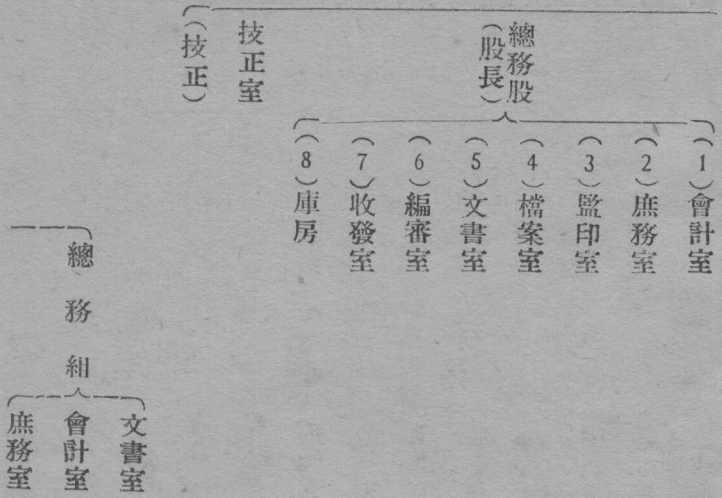 總務股
（股長）
（1）會計室
（2）庶務室
（3）監印室
（4）檔案室
（5）文書室
（6）編審室
（7）收發室
（8）庫房
技正室
（技正）
總務組
文書室
會計室
庶務室